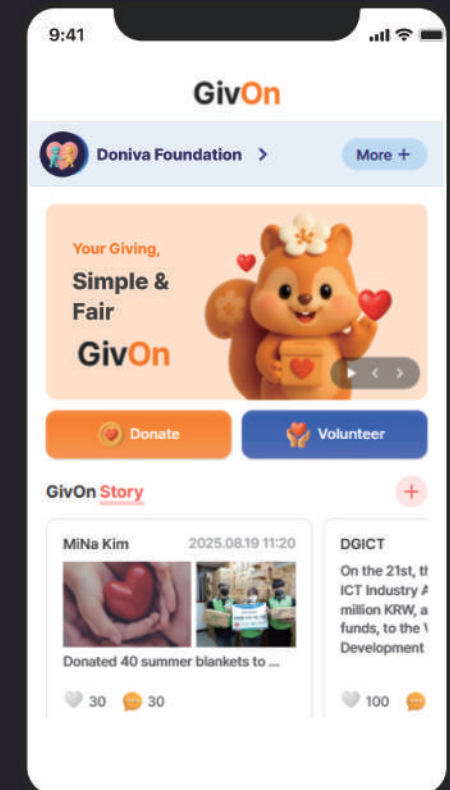 9:41
GivOn
Doniva Foundation >
More +
Your Giving,
Simple &
Fair
GivOn
Donate
Volunteer
GivOn Story
+
MiNa Kim 2025.08.19 11:20
Donated 40 summer blankets to ...
30 30
DGICT
On the 21st, th
ICT Industry A
million KRW, a
funds, to the V
Development
100